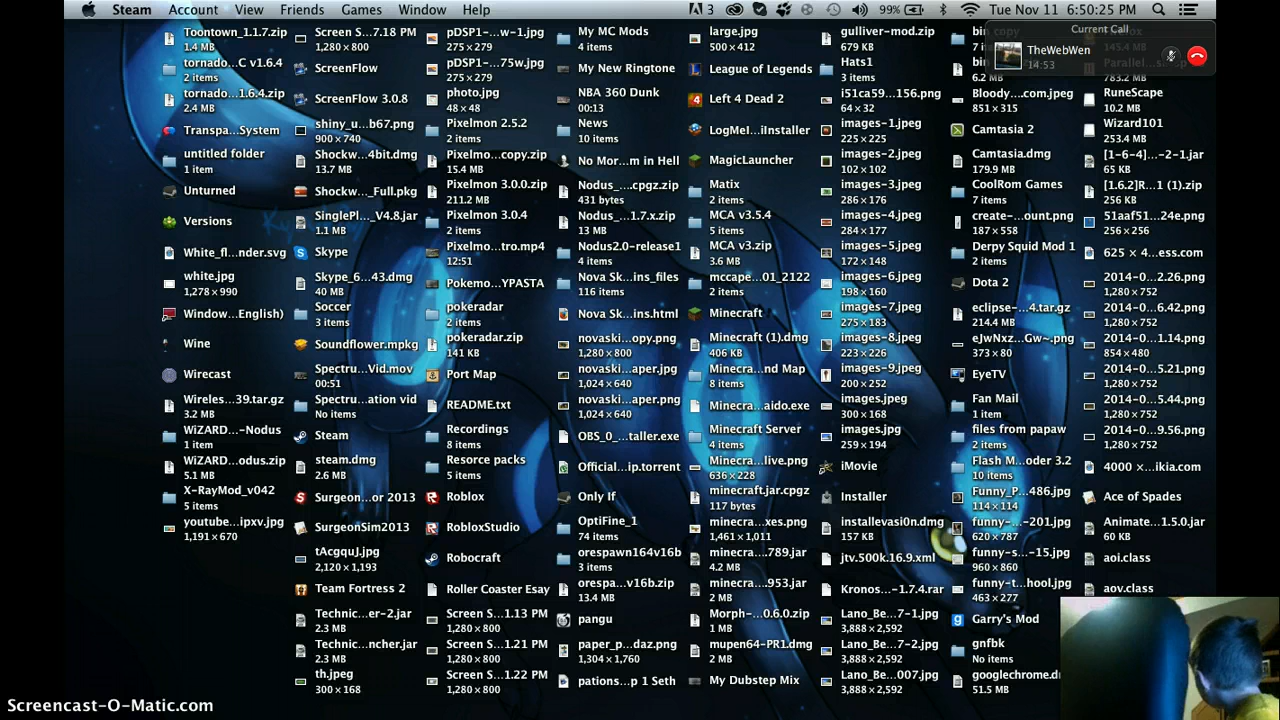 Steam Account View Friends Games Window Help 3 99% Tue Nov 11 6:50:25 PM
Current Call
TheWebWen
14:53
Toontown_1.1.7.zip
1.4 MB
tornado...C v1.6.4
2 items
tornado...1.6.4.zip
2.4 MB
Transpa...System
untitled folder
1 item
Unturned
Versions
White_fl...nder.svg
white.jpg
1,278×990
Window...English)
Wine
Wirecast
Wireles...39.tar.gz
3.2 MB
WiZARD...-Nodus
1 item
WiZARD...odus.zip
5.1 MB
X-RayMod_v042
5 items
youtube...ipxv.jpg
1,191×670
Screen S...7.18 PM
1,280×800
ScreenFlow
ScreenFlow 3.0.8
shiny_u...b67.png
900×740
Shockw...4bit.dmg
13.7 MB
Shockw..._Full.pkg
SinglePl..._V4.8.jar
1.1 MB
Skype
Skype_6...43.dmg
40 MB
Soccer
3 items
Soundflower.mpkg
Spectru...Vid.mov
00:51
Spectru...ation vid
No items
Steam
steam.dmg
2.6 MB
Surgeon...or 2013
SurgeonSim2013
tAcgquJ.jpg
2,120×1,193
Team Fortress 2
Technic...er-2.jar
2.3 MB
Technic...ncher.jar
2.3 MB
th.jpeg
300×168
pDSP1-...w-1.jpg
275×279
pDSP1-...75w.jpg
275×279
photo.jpg
48×48
Pixelmon 2.5.2
2 items
Pixelmo...copy.zip
15.4 MB
Pixelmon 3.0.0.zip
211.2 MB
Pixelmon 3.0.4
2 items
Pixelmo...tro.mp4
12:51
Pokemo...YPASTA
pokeradar
2 items
pokeradar.zip
141 KB
Port Map
README.txt
Recordings
8 items
Resorce packs
5 items
Roblox
RobloxStudio
Robocraft
Roller Coaster Esay
Screen S...1.13 PM
1,280×800
Screen S...1.21 PM
1,280×800
Screen S...1.22 PM
1,280×800
My MC Mods
4 items
My New Ringtone
NBA 360 Dunk
00:13
News
10 items
No Mor...m in Hell
Nodus_...cpgz.zip
431 bytes
Nodus_...1.7.x.zip
13 MB
Nodus2.0-release1
4 items
Nova Sk...ins_files
116 items
Nova Sk...ins.html
novaski...opy.png
1,280×800
novaski...aper.jpg
1,024×640
novaski...aper.png
1,024×640
OBS_0_...taller.exe
Official...ip.torrent
Only If
OptiFine_1
74 items
orespawn164v16b
3 items
orespa...v16b.zip
13.4 MB
pangu
paper_p...daz.png
1,304×1,760
pations...p 1 Seth
large.jpg
500×412
League of Legends
Left 4 Dead 2
LogMeI...iInstaller
MagicLauncher
Matix
2 items
MCA v3.5.4
5 items
MCA v3.zip
3.6 MB
mccape...01_2122
2 items
Minecraft
Minecraft (1).dmg
406 KB
Minecra...nd Map
8 items
Minecra...aido.exe
Minecraft Server
4 items
Minecra...live.png
636×228
minecraft.jar.cpgz
117 bytes
minecra...xes.png
1,461×1,011
minecra...789.jar
4.2 MB
minecra...953.jar
2 MB
Morph-...0.6.0.zip
1 MB
mupen64-PR1.dmg
2 MB
My Dubstep Mix
gulliver-mod.zip
679 KB
Hats1
3 items
i51ca59...156.png
64×32
images-1.jpeg
225×225
images-2.jpeg
102×102
images-3.jpeg
286×176
images-4.jpeg
284×177
images-5.jpeg
172×148
images-6.jpeg
198×160
images-7.jpeg
275×183
images-8.jpeg
223×226
images-9.jpeg
200×252
images.jpeg
300×168
images.jpg
259×194
iMovie
Installer
installevasi0n.dmg
157 KB
jtv.500k.16.9.xml
Kronos...-1.7.4.rar
Lano_Be...7-1.jpg
3,888×2,592
Lano_Be...7-2.jpg
3,888×2,592
Lano_Be...007.jpg
3,888×2,592
bin copy
bin
6.2 MB
Bloody....com.jpeg
851×315
Camtasia 2
Camtasia.dmg
179.9 MB
CoolRom Games
7 items
create-...ount.png
187×558
Derpy Squid Mod 1
2 items
Dota 2
eclipse-...4.tar.gz
214.4 MB
eJwNxz...Gw~.png
373×80
EyeTV
Fan Mail
1 item
files from papaw
2 items
Flash M...oder 3.2
10 items
Funny_P...486.jpg
114×114
funny-...-201.jpg
620×787
funny-s...-15.jpg
960×860
funny-t...hool.jpg
463×277
Garry's Mod
gnfbk
No items
googlechrome.d
51.5 MB
145.4 MB
Parallel
783.2 MB
RuneScape
10.2 MB
Wizard101
253.4 MB
[1-6-4]...-2-1.jar
65 KB
[1.6.2]R...1 (1).zip
256 KB
51aaf51...24e.png
256×256
625 × 4...ess.com
2014-0...2.26.png
1,280×752
2014-0...6.42.png
1,280×752
2014-0...1.14.png
854×480
2014-0...5.21.png
1,280×752
2014-0...5.44.png
1,280×752
2014-0...9.56.png
1,280×752
4000 ×...ikia.com
Ace of Spades
Animate...1.5.0.jar
60 KB
aoi.class
aov.class
Screencast-O-Matic.com